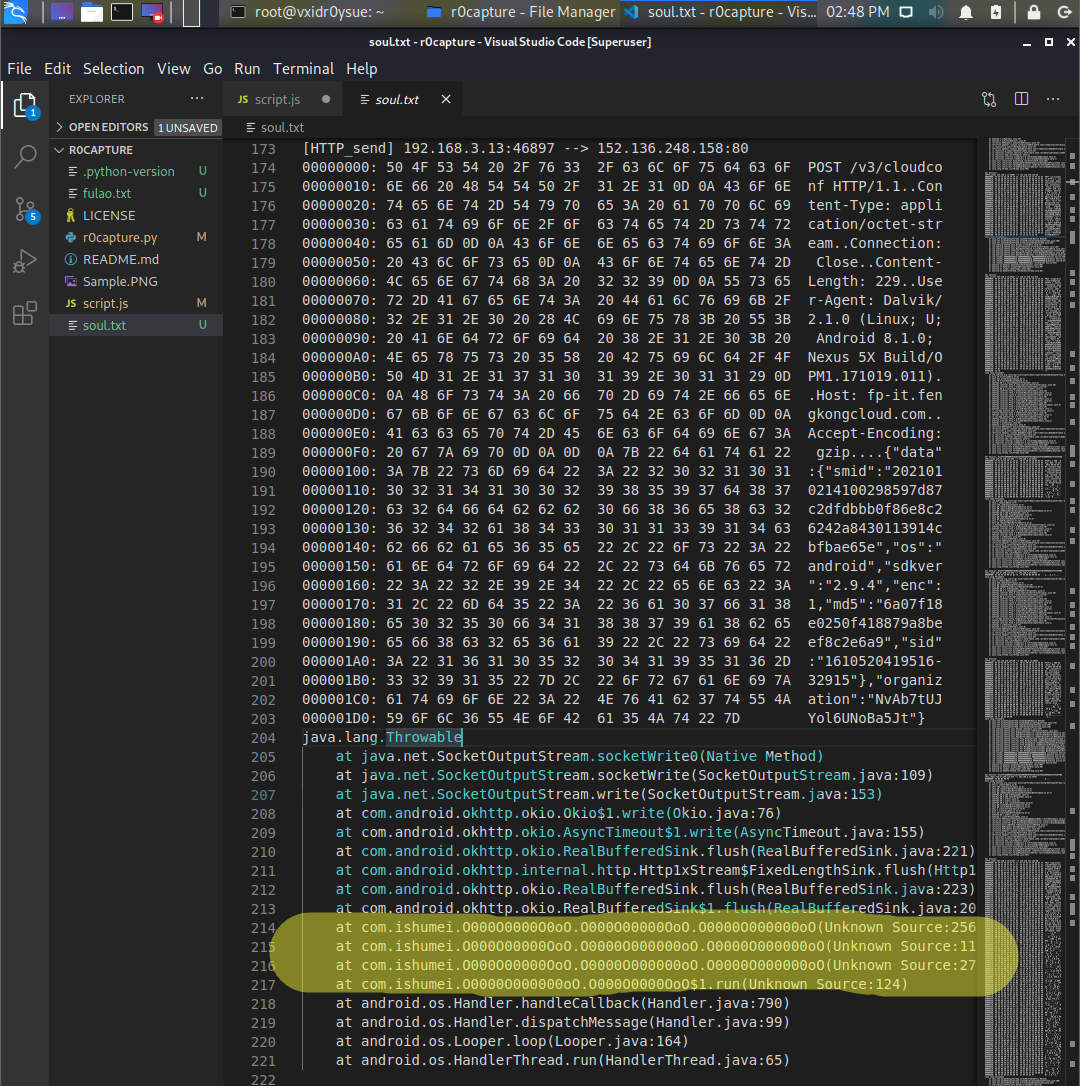 root@vxidr0ysue: ~
r0capture - File Manager
soul.txt - r0capture - Vis...
02:48 PM
soul.txt - r0capture - Visual Studio Code [Superuser]
File Edit Selection View Go Run Terminal Help
EXPLORER
OPEN EDITORS 1 UNSAVED
R0CAPTURE
.python-version U
fulao.txt U
LICENSE
r0capture.py M
README.md
Sample.PNG
script.js M
soul.txt U
1
5
JS script.js
soul.txt
soul.txt
173 [HTTP_send] 192.168.3.13:46897 --> 152.136.248.158:80
174 00000000: 50 4F 53 54 20 2F 76 33 2F 63 6C 6F 75 64 63 6F POST /v3/cloudco
175 00000010: 6E 66 20 48 54 54 50 2F 31 2E 31 0D 0A 43 6F 6E nf HTTP/1.1..Con
176 00000020: 74 65 6E 74 2D 54 79 70 65 3A 20 61 70 70 6C 69 tent-Type: appli
177 00000030: 63 61 74 69 6F 6E 2F 6F 63 74 65 74 2D 73 74 72 cation/octet-str
178 00000040: 65 61 6D 0D 0A 43 6F 6E 6E 65 63 74 69 6F 6E 3A eam..Connection:
179 00000050: 20 43 6C 6F 73 65 0D 0A 43 6F 6E 74 65 6E 74 2D Close..Content-
180 00000060: 4C 65 6E 67 74 68 3A 20 32 32 39 0D 0A 55 73 65 Length: 229..Use
181 00000070: 72 2D 41 67 65 6E 74 3A 20 44 61 6C 76 69 6B 2F r-Agent: Dalvik/
182 00000080: 32 2E 31 2E 30 20 28 4C 69 6E 75 78 3B 20 55 3B 2.1.0 (Linux; U;
183 00000090: 20 41 6E 64 72 6F 69 64 20 38 2E 31 2E 30 3B 20 Android 8.1.0;
184 000000A0: 4E 65 78 75 73 20 35 58 20 42 75 69 6C 64 2F 4F Nexus 5X Build/O
185 000000B0: 50 4D 31 2E 31 37 31 30 31 39 2E 30 31 31 29 0D PM1.171019.011).
186 000000C0: 0A 48 6F 73 74 3A 20 66 70 2D 69 74 2E 66 65 6E .Host: fp-it.fen
187 000000D0: 67 6B 6F 6E 67 63 6C 6F 75 64 2E 63 6F 6D 0D 0A gkongcloud.com..
188 000000E0: 41 63 63 65 70 74 2D 45 6E 63 6F 64 69 6E 67 3A Accept-Encoding:
189 000000F0: 20 67 7A 69 70 0D 0A 0D 0A 7B 22 64 61 74 61 22 gzip....{"data"
190 00000100: 3A 7B 22 73 6D 69 64 22 3A 22 32 30 32 31 30 31 :{"smid":"202101
191 00000110: 30 32 31 34 31 30 30 32 39 38 35 39 37 64 38 37 0214100298597d87
192 00000120: 63 32 64 66 64 62 62 62 30 66 38 36 65 38 63 32 c2dfdbbb0f86e8c2
193 00000130: 36 32 34 32 61 38 34 33 30 31 31 33 39 31 34 63 6242a8430113914c
194 00000140: 62 66 62 61 65 36 35 65 22 2C 22 6F 73 22 3A 22 bfbae65e","os":"
195 00000150: 61 6E 64 72 6F 69 64 22 2C 22 73 64 6B 76 65 72 android","sdkver
196 00000160: 22 3A 22 32 2E 39 2E 34 22 2C 22 65 6E 63 22 3A ":"2.9.4","enc":
197 00000170: 31 2C 22 6D 64 35 22 3A 22 36 61 30 37 66 31 38 1,"md5":"6a07f18
198 00000180: 65 30 32 35 30 66 34 31 38 38 37 39 61 38 62 65 e0250f418879a8be
199 00000190: 65 66 38 63 32 65 36 61 39 22 2C 22 73 69 64 22 ef8c2e6a9","sid"
200 000001A0: 3A 22 31 36 31 30 35 32 30 34 31 39 35 31 36 2D :"1610520419516-
201 000001B0: 33 32 39 31 35 22 7D 2C 22 6F 72 67 61 6E 69 7A 32915"},"organiz
202 000001C0: 61 74 69 6F 6E 22 3A 22 4E 76 41 62 37 74 55 4A ation":"NvAb7tUJ
203 000001D0: 59 6F 6C 36 55 4E 6F 42 61 35 4A 74 22 7D Yol6UNoBa5Jt"}
204 java.lang.Throwable
205 at java.net.SocketOutputStream.socketWrite0(Native Method)
206 at java.net.SocketOutputStream.socketWrite(SocketOutputStream.java:109)
207 at java.net.SocketOutputStream.write(SocketOutputStream.java:153)
208 at com.android.okhttp.okio.Okio$1.write(Okio.java:76)
209 at com.android.okhttp.okio.AsyncTimeout$1.write(AsyncTimeout.java:155)
210 at com.android.okhttp.okio.RealBufferedSink.flush(RealBufferedSink.java:221)
211 at com.android.okhttp.internal.http.Http1xStream$FixedLengthSink.flush(Http1
212 at com.android.okhttp.okio.RealBufferedSink.flush(RealBufferedSink.java:223)
213 at com.android.okhttp.okio.RealBufferedSink$1.flush(RealBufferedSink.java:20
214 at com.ishumei.O000O0000O0oO.O000O00000OoO.O0000O000000oO(Unknown Source:256
215 at com.ishumei.O000O00000OoO.O0000O000000oO.O0000O000000oO(Unknown Source:11
216 at com.ishumei.O000O00000OoO.O0000O000000oO.O0000O000000oO(Unknown Source:27
217 at com.ishumei.O0000O000000oO.O000O0000OoO$1.run(Unknown Source:124)
218 at android.os.Handler.handleCallback(Handler.java:790)
219 at android.os.Handler.dispatchMessage(Handler.java:99)
220 at android.os.Looper.loop(Looper.java:164)
221 at android.os.HandlerThread.run(HandlerThread.java:65)
222